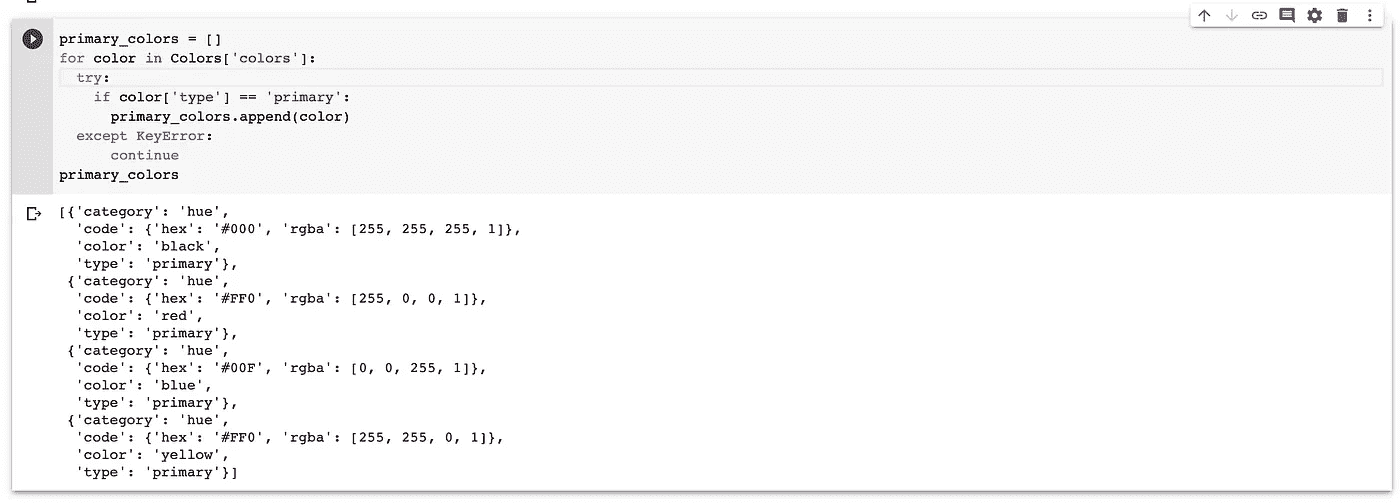 primary_colors = []
for color in Colors['colors']:
  try:
    if color['type'] == 'primary':
      primary_colors.append(color)
  except KeyError:
      continue
primary_colors
[{'category': 'hue',
  'code': {'hex': '#000', 'rgba': [255, 255, 255, 1]},
  'color': 'black',
  'type': 'primary'},
 {'category': 'hue',
  'code': {'hex': '#FF0', 'rgba': [255, 0, 0, 1]},
  'color': 'red',
  'type': 'primary'},
 {'category': 'hue',
  'code': {'hex': '#00F', 'rgba': [0, 0, 255, 1]},
  'color': 'blue',
  'type': 'primary'},
 {'category': 'hue',
  'code': {'hex': '#FF0', 'rgba': [255, 255, 0, 1]},
  'color': 'yellow',
  'type': 'primary'}]